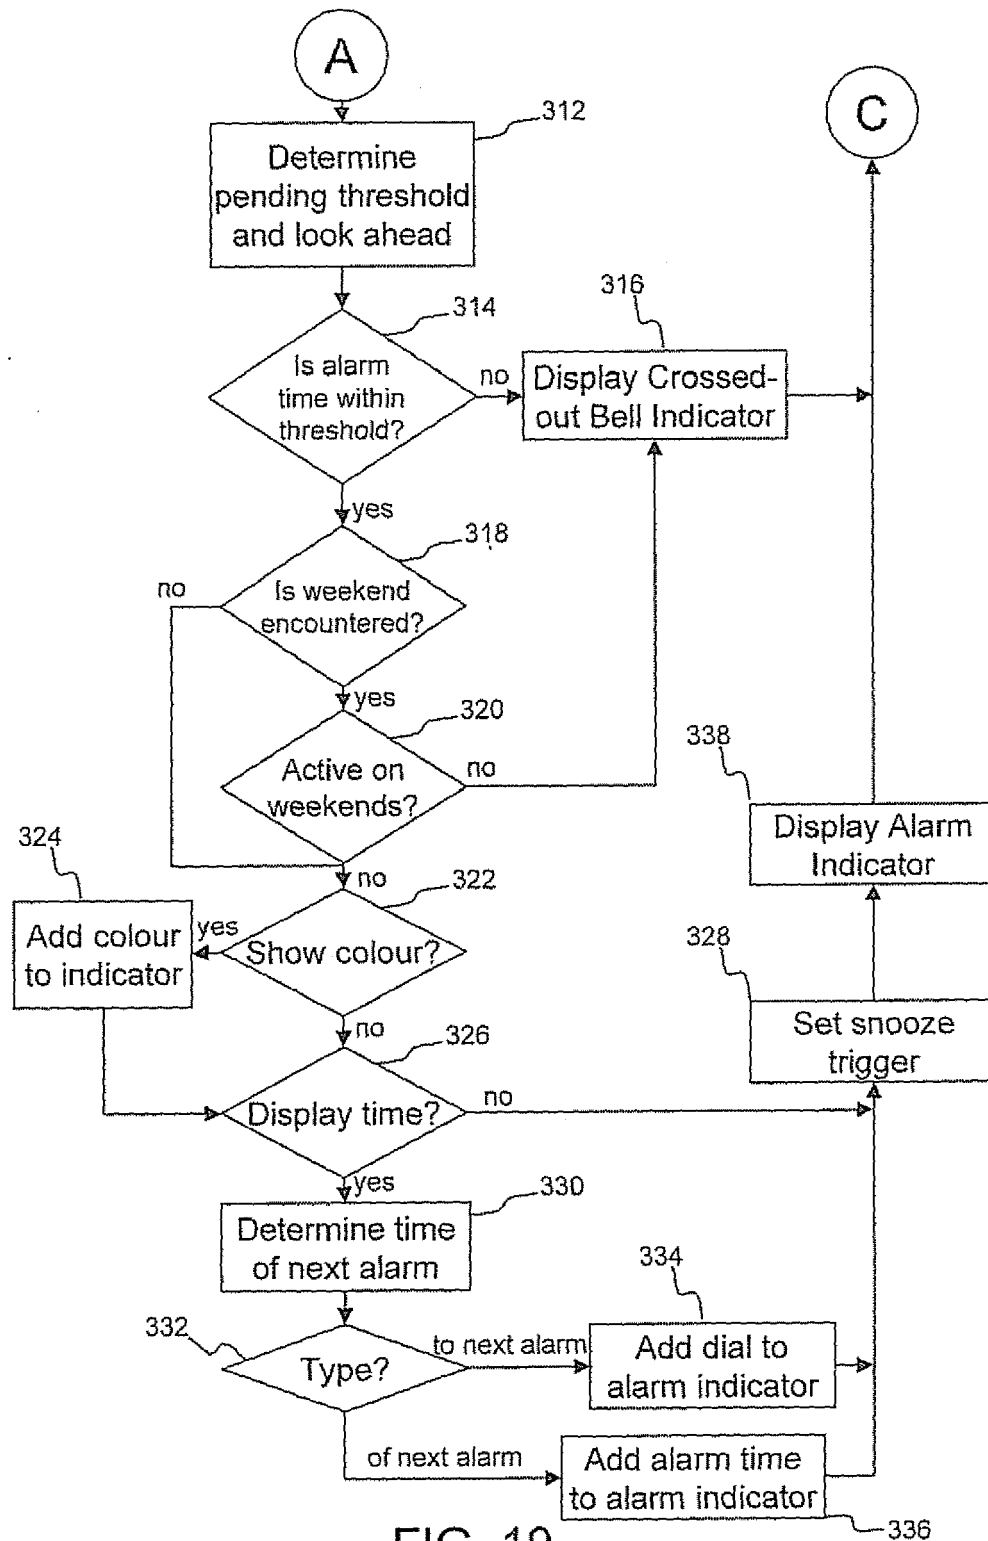 A
312
Determine
pending threshold
and look ahead
C
314
Is alarm
time within
threshold?
no
316
Display Crossed-
out Bell Indicator
yes
318
Is weekend
encountered?
no
yes
320
Active on
weekends?
no
no
322
Show colour?
yes
324
Add colour
to indicator
no
326
Display time?
no
yes
330
Determine time
of next alarm
332
Type?
to next alarm
334
Add dial to
alarm indicator
of next alarm
Add alarm time
to alarm indicator
336
328
Set snooze
trigger
338
Display Alarm
Indicator
FIG. 19